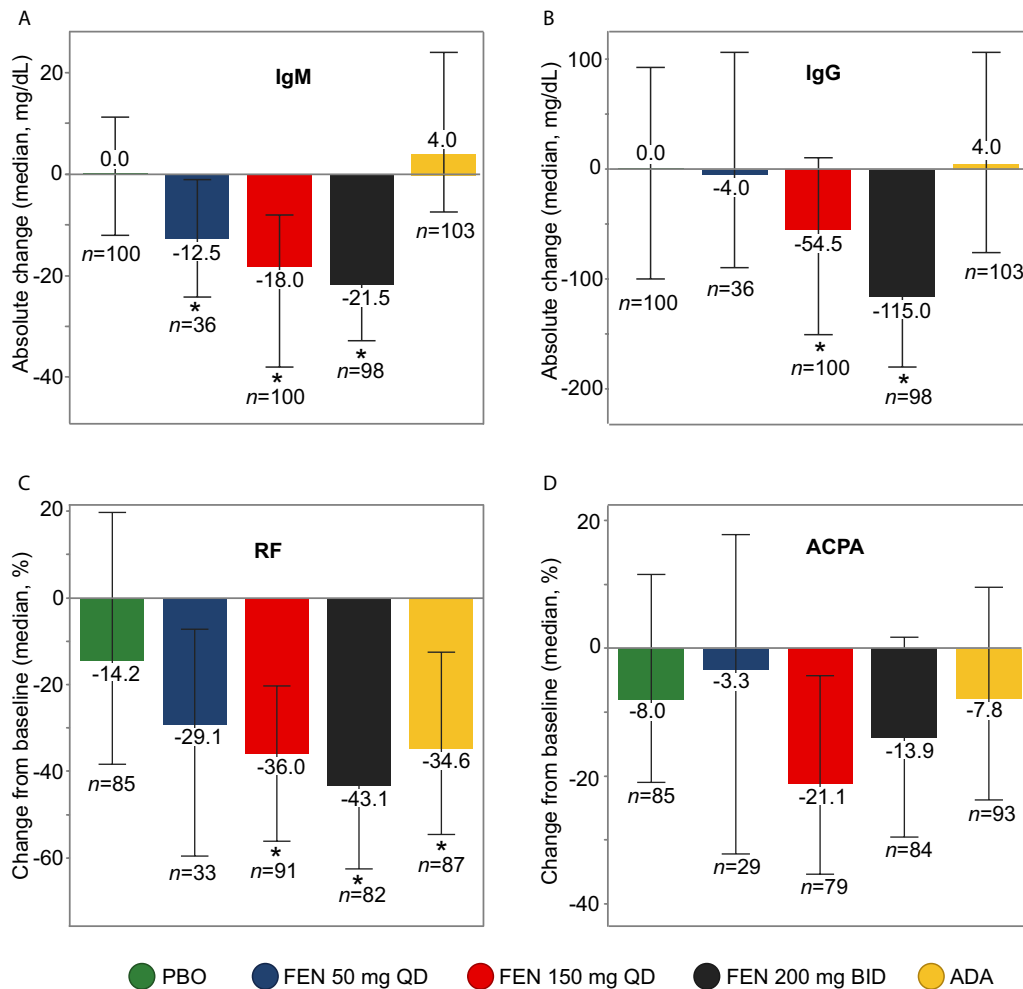 A
Absolute change (median, mg/dL)
IgM
20
0
-20
-40
0.0
-12.5
-18.0
-21.5
4.0
n=100
*
n=36
*
n=100
*
n=98
n=103
B
Absolute change (median, mg/dL)
IgG
100
0
-100
-200
0.0
-4.0
-54.5
-115.0
4.0
n=100
n=36
*
n=100
*
n=98
n=103
C
Change from baseline (median, %)
RF
20
0
-20
-40
-60
-14.2
-29.1
-36.0
-43.1
-34.6
n=85
n=33
*
n=91
*
n=82
*
n=87
D
Change from baseline (median, %)
ACPA
20
0
-20
-40
-8.0
-3.3
-21.1
-13.9
-7.8
n=85
n=29
n=79
n=84
n=93
PBO
FEN 50 mg QD
FEN 150 mg QD
FEN 200 mg BID
ADA